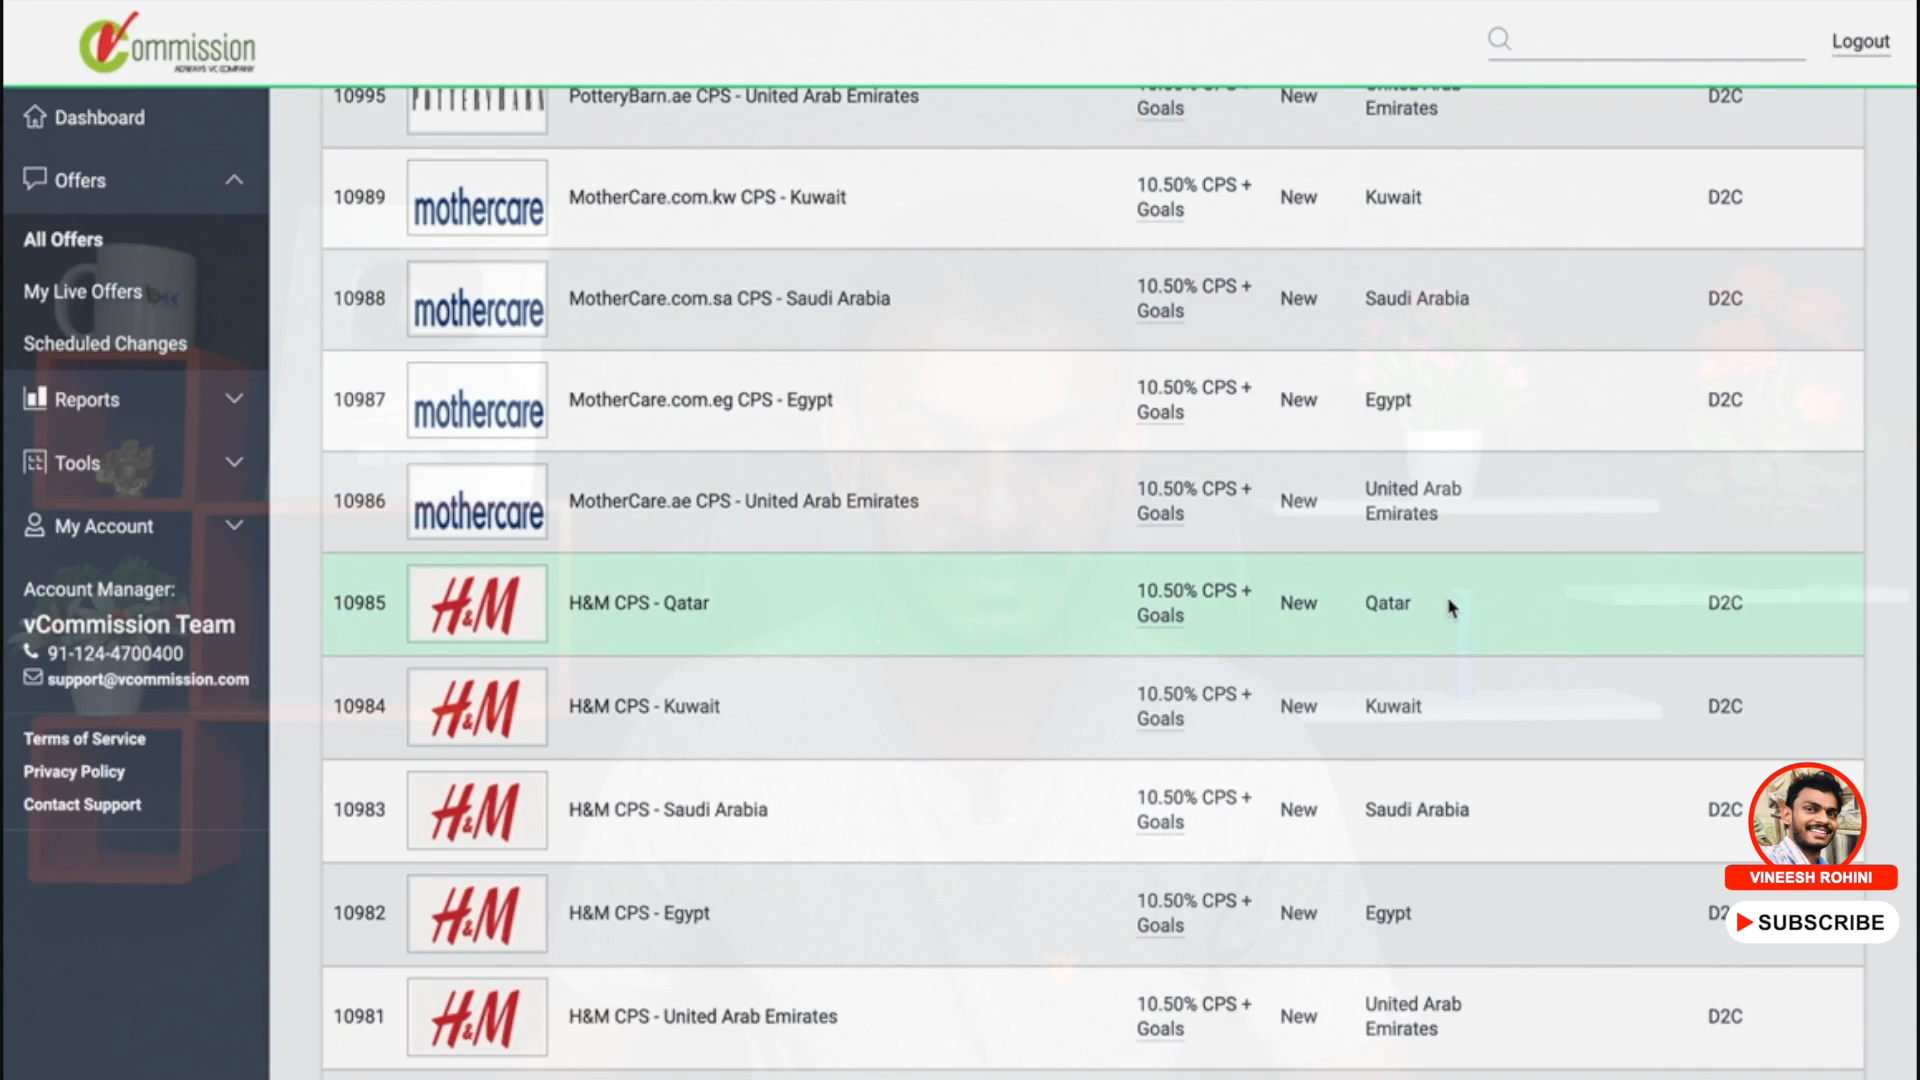 Commission
ADWAYS VC COMPANY
Logout
Dashboard
Offers
All Offers
My Live Offers
Scheduled Changes
Reports
Tools
My Account
Account Manager:
vCommission Team
91-124-4700400
support@vcommission.com
Terms of Service
Privacy Policy
Contact Support
10995 POTTERYBARN PotteryBarn.ae CPS - United Arab Emirates Goals New Emirates D2C
10989 mothercare MotherCare.com.kw CPS - Kuwait 10.50% CPS + New Kuwait D2C
Goals
10988 mothercare MotherCare.com.sa CPS - Saudi Arabia 10.50% CPS + New Saudi Arabia D2C
Goals
10987 mothercare MotherCare.com.eg CPS - Egypt 10.50% CPS + New Egypt D2C
Goals
10986 mothercare MotherCare.ae CPS - United Arab Emirates 10.50% CPS + New United Arab D2C
Goals Emirates
10985 H&M H&M CPS - Qatar 10.50% CPS + New Qatar D2C
Goals
10984 H&M H&M CPS - Kuwait 10.50% CPS + New Kuwait D2C
Goals
10983 H&M H&M CPS - Saudi Arabia 10.50% CPS + New Saudi Arabia D2C
Goals
10982 H&M H&M CPS - Egypt 10.50% CPS + New Egypt
Goals
10981 H&M H&M CPS - United Arab Emirates 10.50% CPS + New United Arab D2C
Goals Emirates
VINEESH ROHINI
SUBSCRIBE